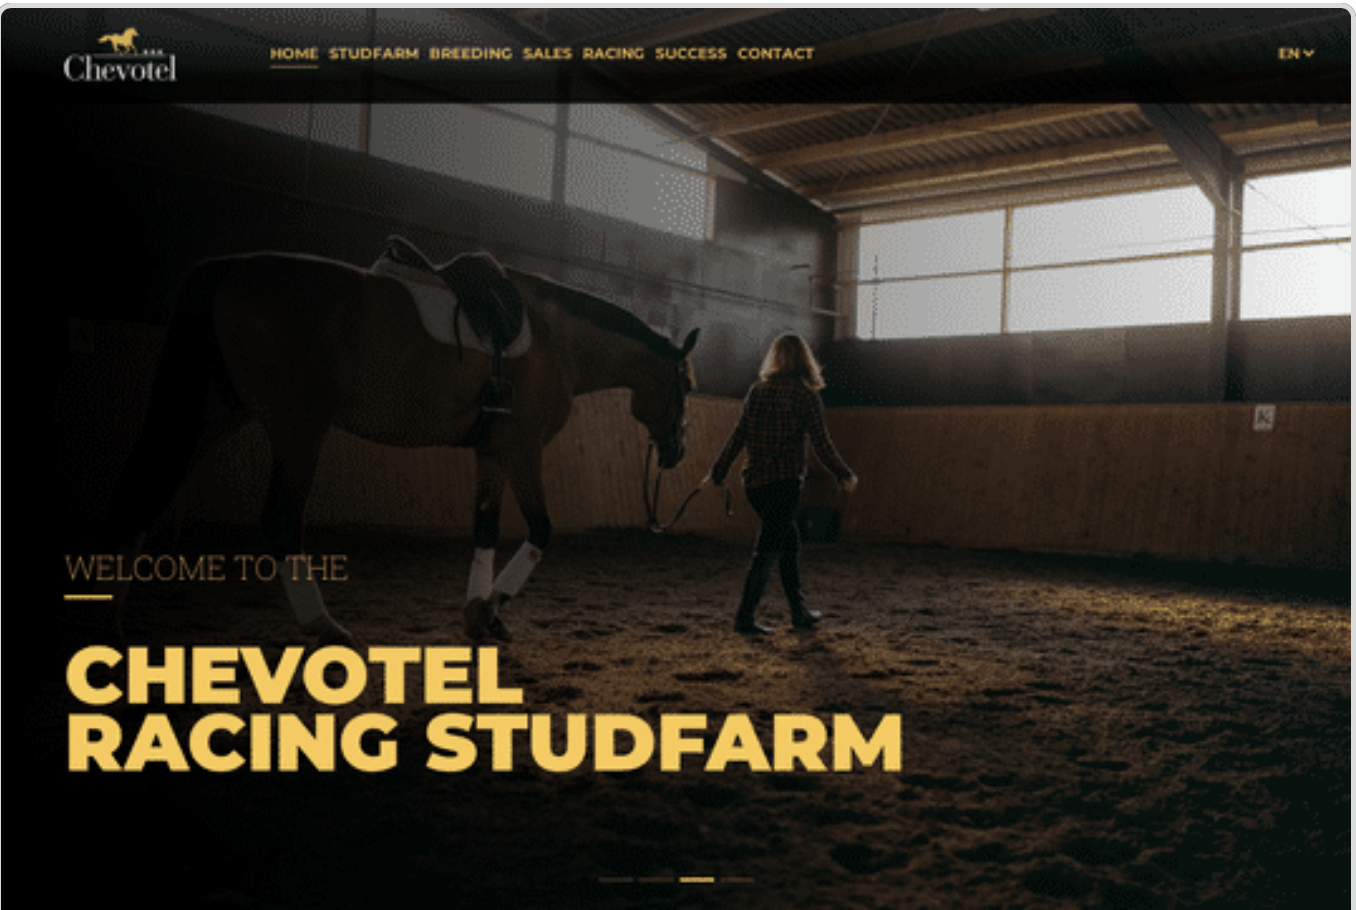 Chevotel
HOME STUDFARM BREEDING SALES RACING SUCCESS CONTACT
EN
K
WELCOME TO THE
CHEVOTEL
RACING STUDFARM